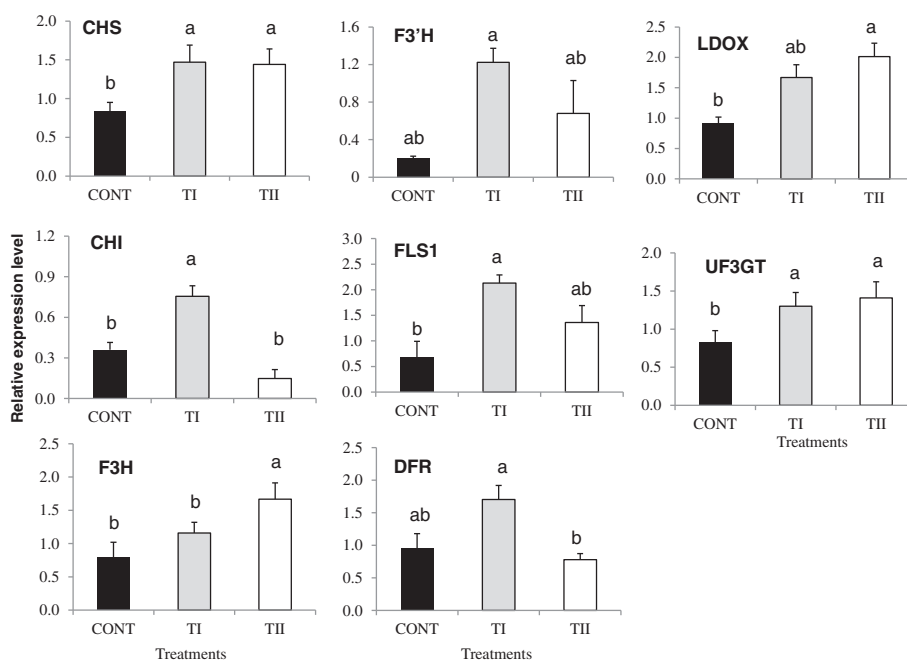 Relative expression level
CHS
2.0
1.5
1.0
0.5
0.0
b
a
a
CONT TI TII
F3'H
1.6
1.2
0.8
0.4
0
ab
a
ab
CONT TI TII
LDOX
2.5
2.0
1.5
1.0
0.5
0.0
b
ab
a
CONT TI TII
CHI
1.2
0.9
0.6
0.3
0.0
b
a
b
CONT TI TII
FLS1
3.0
2.5
2.0
1.5
1.0
0.5
0.0
b
a
ab
CONT TI TII
UF3GT
2.0
1.5
1.0
0.5
0.0
b
a
a
CONT TI TII
Treatments
F3H
2.5
2.0
1.5
1.0
0.5
0.0
b
b
a
CONT TI TII
Treatments
DFR
2.5
2.0
1.5
1.0
0.5
0.0
ab
a
b
CONT TI TII
Treatments